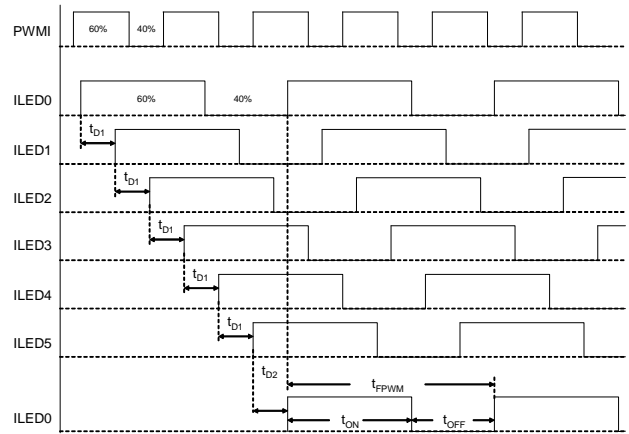 PWMI
60%
40%
ILED0
60%
40%
tD1
ILED1
tD1
ILED2
tD1
ILED3
tD1
ILED4
tD1
ILED5
tD2
tFPWM
ILED0
tON
tOFF